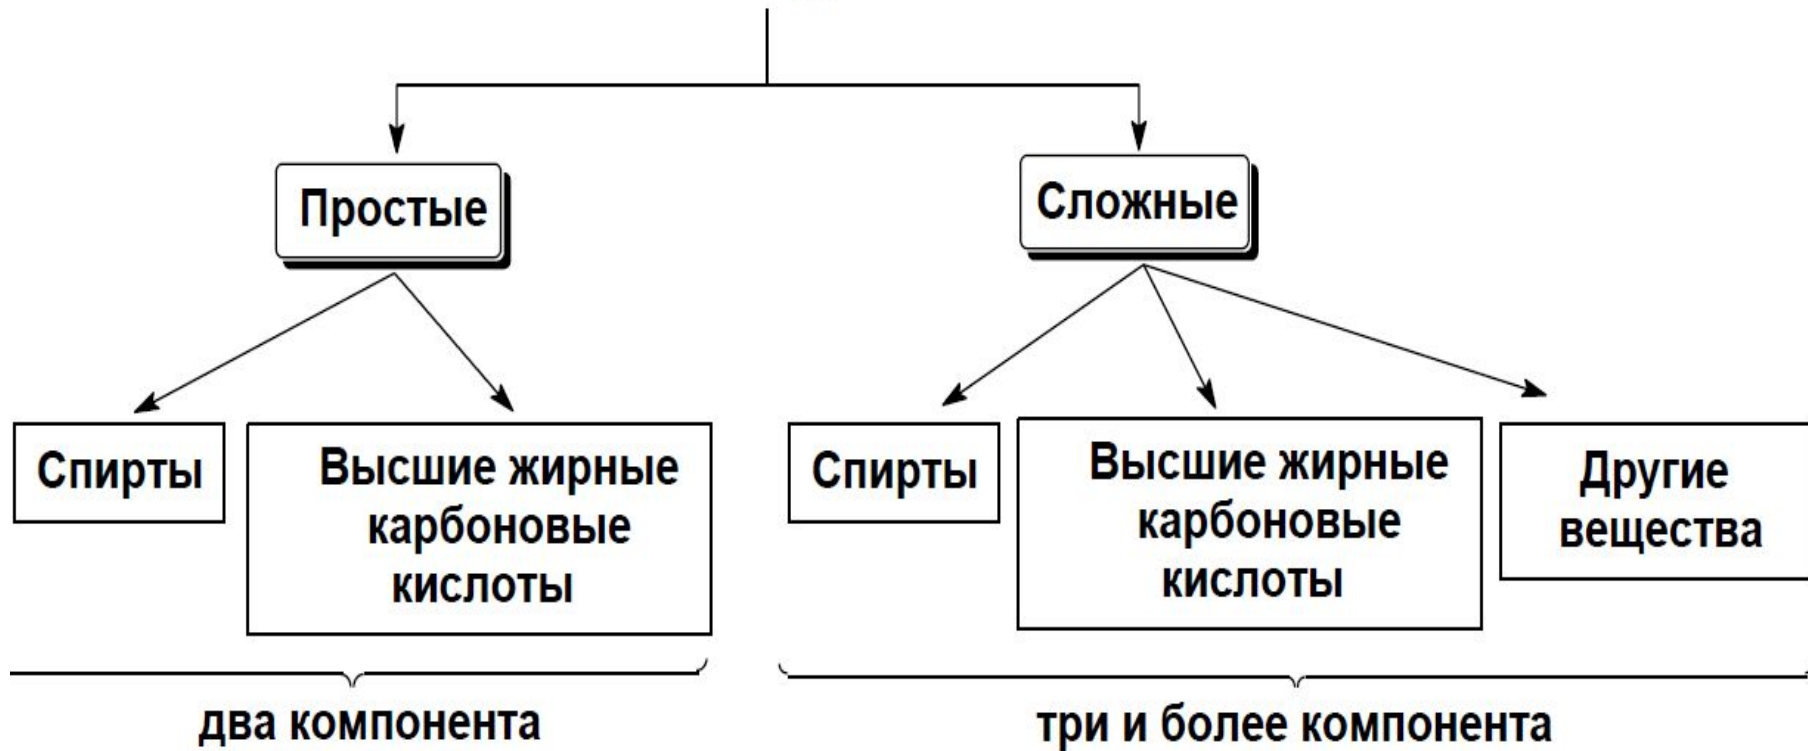 Простые
Сложные
Спирты
Высшие жирные
карбоновые
кислоты
Спирты
Высшие жирные
карбоновые
кислоты
Другие
вещества
два компонента
три и более компонента